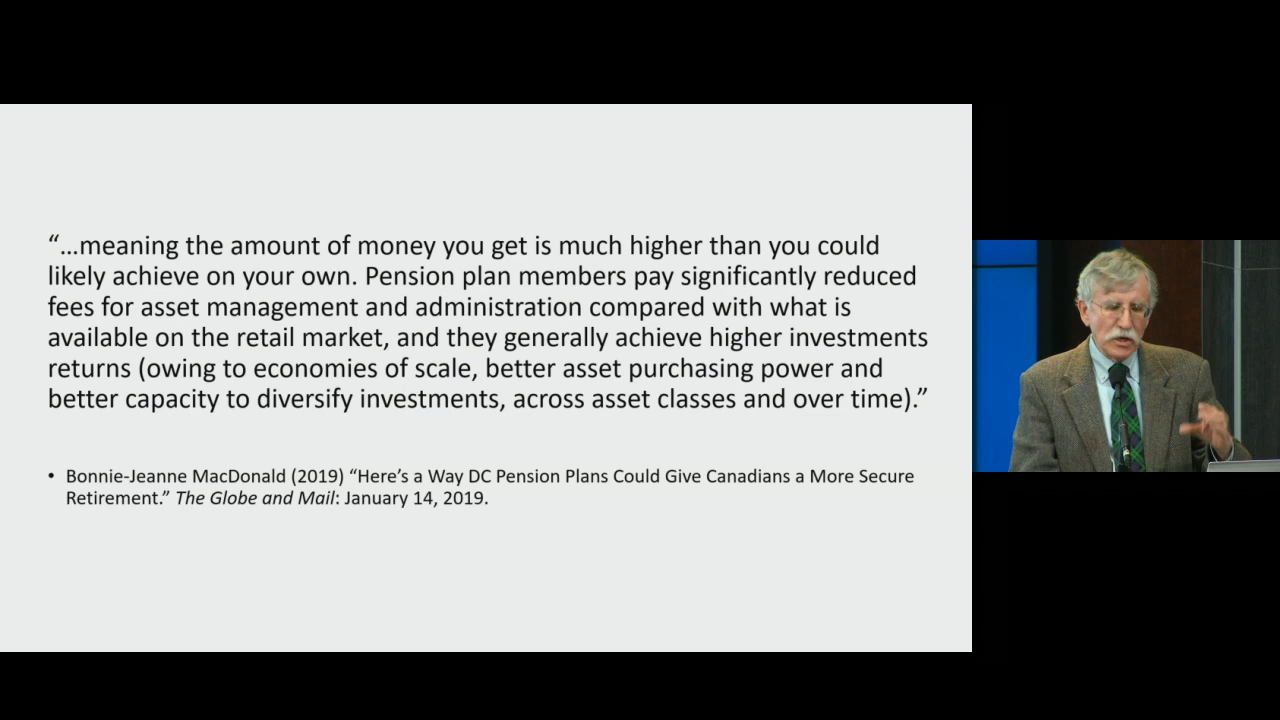 “…meaning the amount of money you get is much higher than you could
likely achieve on your own. Pension plan members pay significantly reduced
fees for asset management and administration compared with what is
available on the retail market, and they generally achieve higher investments
returns (owing to economies of scale, better asset purchasing power and
better capacity to diversify investments, across asset classes and over time).”
• Bonnie-Jeanne MacDonald (2019) “Here’s a Way DC Pension Plans Could Give Canadians a More Secure
Retirement.” The Globe and Mail: January 14, 2019.